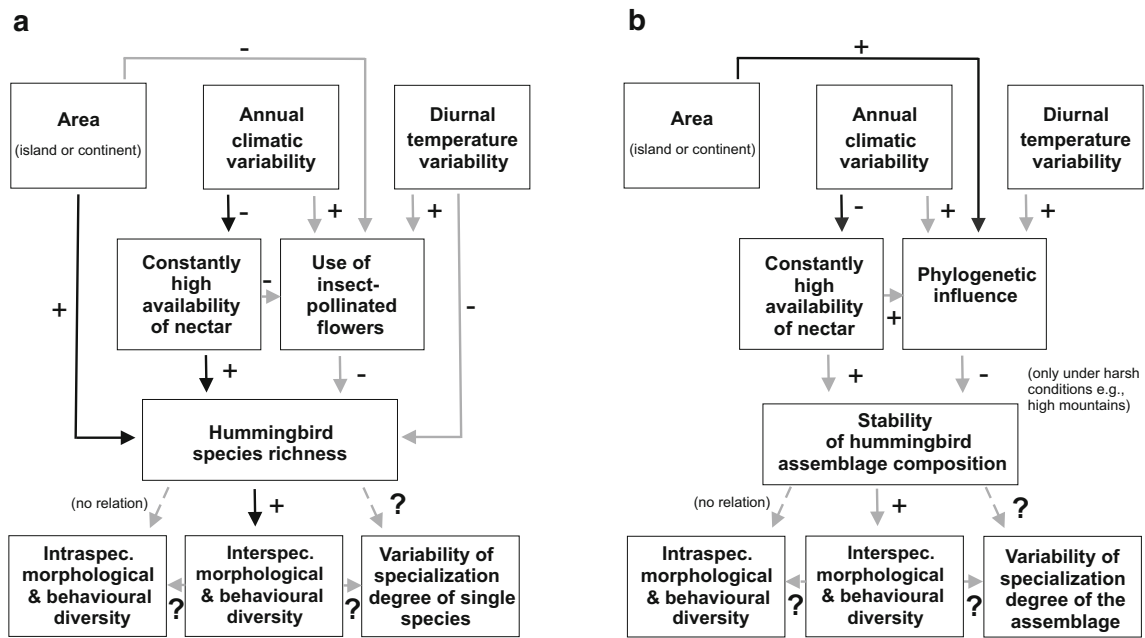 a
-
Area
(island or continent)
Annual
climatic
variability
Diurnal
temperature
variability
-
+
+
Constantly
high
availability
of nectar
-
Use of
insect-
pollinated
flowers
+
-
+
-
Hummingbird
species richness
(no relation)
+
?
Intraspec.
morphological
& behavioural
diversity
?
Interspec.
morphological
& behavioural
diversity
?
Variability of
specialization
degree of single
species
b
+
Area
(island or continent)
Annual
climatic
variability
Diurnal
temperature
variability
-
+
+
Constantly
high
availability
of nectar
+
Phylogenetic
influence
+
-
(only under harsh
conditions e.g.,
high mountains)
Stability
of hummingbird
assemblage composition
(no relation)
+
?
Intraspec.
morphological
& behavioural
diversity
?
Interspec.
morphological
& behavioural
diversity
?
Variability of
specialization
degree of the
assemblage